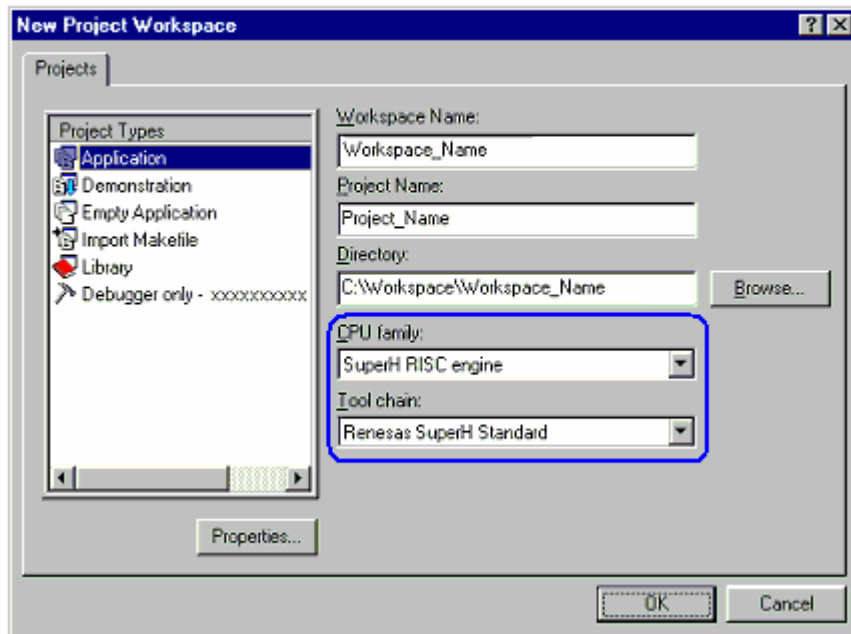 New Project Workspace
Projects
Project Types
Application
Demonstration
Empty Application
Import Makefile
Library
Debugger only - xxxxxxxxxx
Properties...
Workspace Name:
Workspace_Name
Project Name:
Project_Name
Directory:
C:\Workspace\Workspace_Name
Browse...
CPU family:
SuperH RISC engine
Tool chain:
Renesas SuperH Standard
OK
Cancel